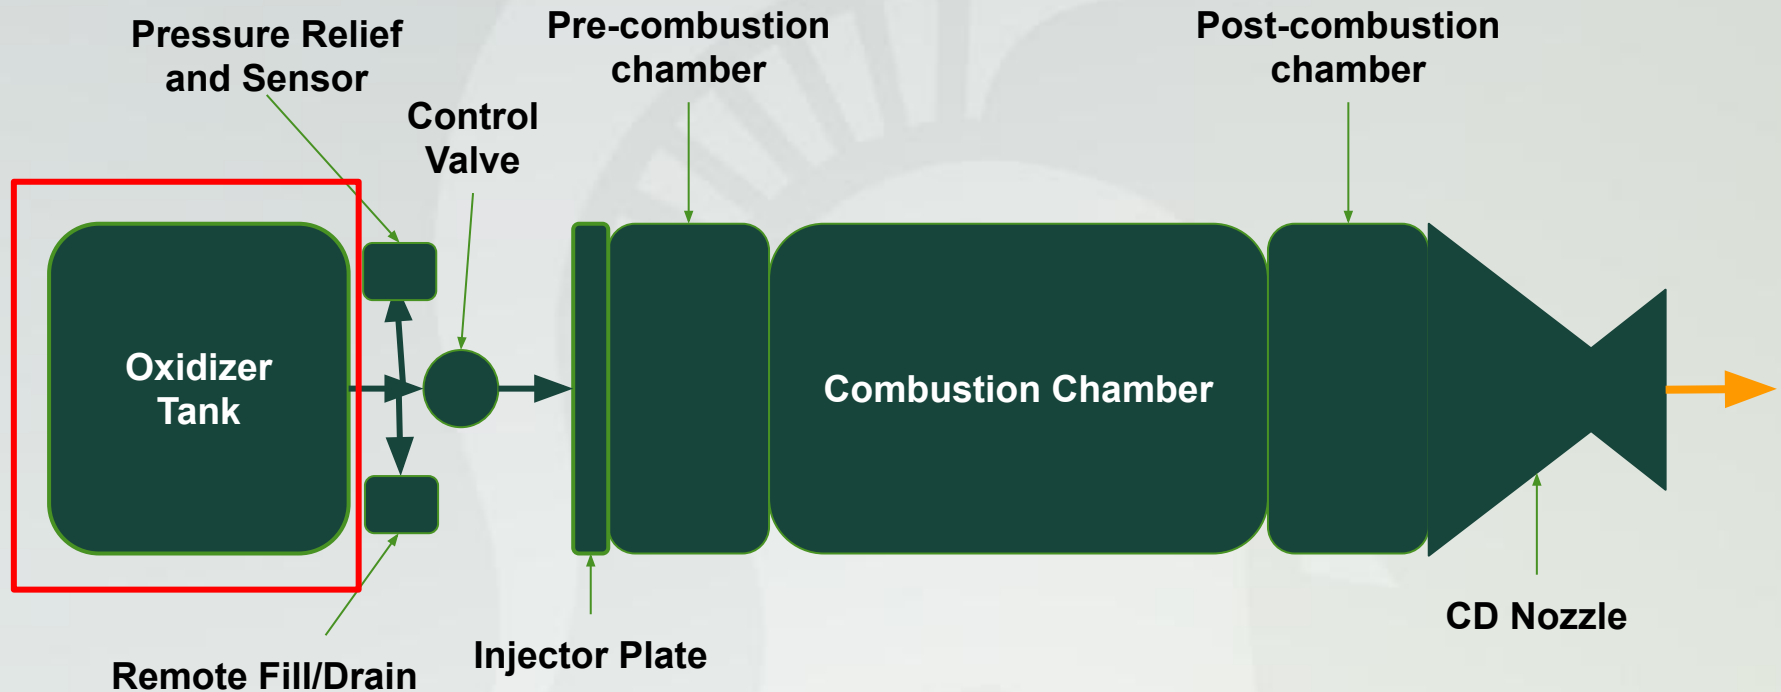 Pressure Relief
and Sensor
Control
Valve
Pre-combustion
chamber
Post-combustion
chamber
Oxidizer
Tank
Combustion Chamber
Remote Fill/Drain
Injector Plate
CD Nozzle